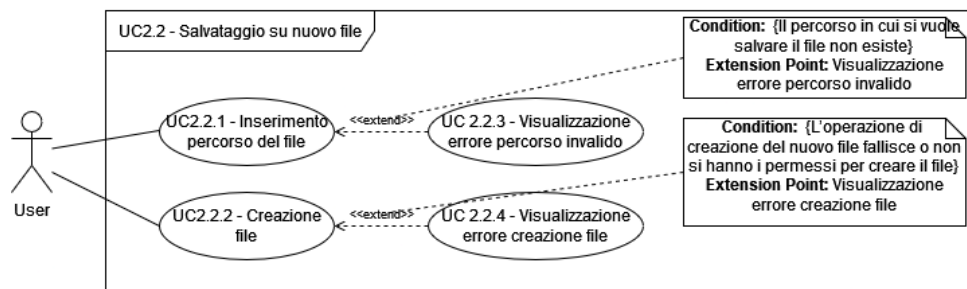 UC2.2 - Salvataggio su nuovo file
Condition: {Il percorso in cui si vuole
salvare il file non esiste}
Extension Point: Visualizzazione
errore percorso invalido
UC2.2.1 - Inserimento
percorso del file
<<extend>>
UC 2.2.3 - Visualizzazione
errore percorso invalido
Condition: {L'operazione di
creazione del nuovo file fallisce o non
si hanno i permessi per creare il file}
Extension Point: Visualizzazione
errore creazione file
User
UC2.2.2 - Creazione
file
<<extend>>
UC 2.2.4 - Visualizzazione
errore creazione file